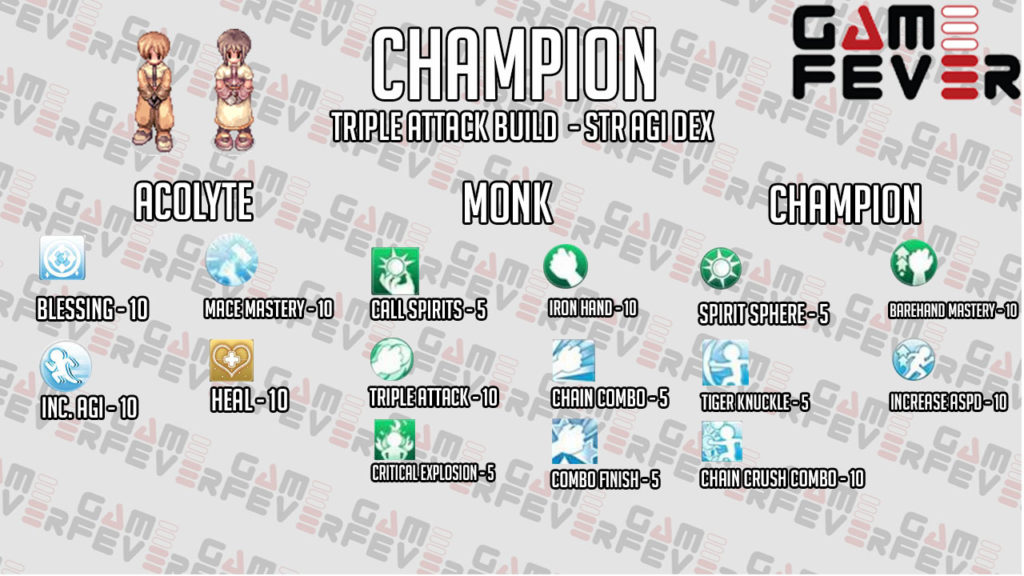 GAME
FEVER
CHAMPION
TRIPLE ATTACK BUILD - STR AGI DEX
ACOLYTE
MONK
CHAMPION
BLESSING - 10
MACE MASTERY - 10
CALL SPIRITS - 5
IRON HAND - 10
SPIRIT SPHERE - 5
BAREHAND MASTERY - 10
INC. AGI - 10
HEAL - 10
TRIPLE ATTACK - 10
CHAIN COMBO - 5
TIGER KNUCKLE - 5
INCREASE ASPD - 10
CRITICAL EXPLOSION - 5
COMBO FINISH - 5
CHAIN CRUSH COMBO - 10